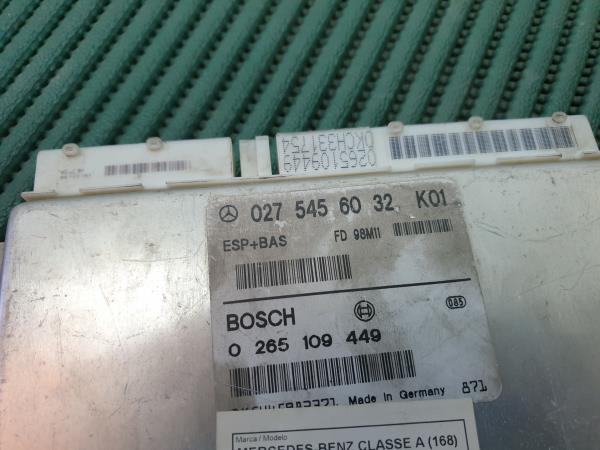 0265109449
0KCH331754
027 545 60 32 K01
ESP+BAS FD 98M11
085
BOSCH
0 265 109 449
Made in Germany 871
Marca / Modelo
MERCEDES-BENZ CLASSE A (168)